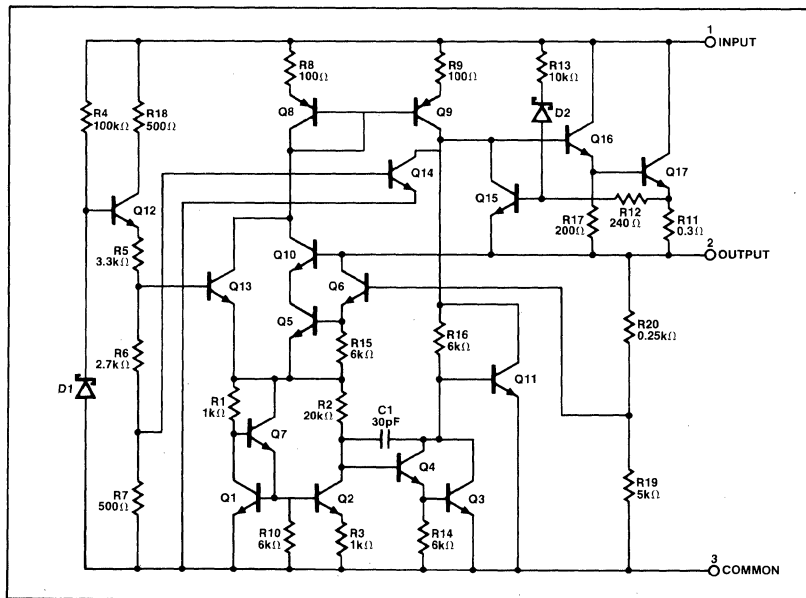 1
INPUT
R8
100Ω
R9
100Ω
R13
10kΩ
R4
100kΩ
R18
500Ω
D2
Q8
Q9
Q16
Q14
Q17
Q12
Q15
R12
240Ω
R17
200Ω
R11
0.3Ω
R5
3.3kΩ
2
OUTPUT
Q10
Q13
Q6
R20
0.25kΩ
Q5
R15
6kΩ
R16
6kΩ
R6
2.7kΩ
Q11
D1
R1
1kΩ
R2
20kΩ
C1
30pF
Q7
Q4
R7
500Ω
Q1
Q2
Q3
R19
5kΩ
R10
6kΩ
R3
1kΩ
R14
6kΩ
3
COMMON